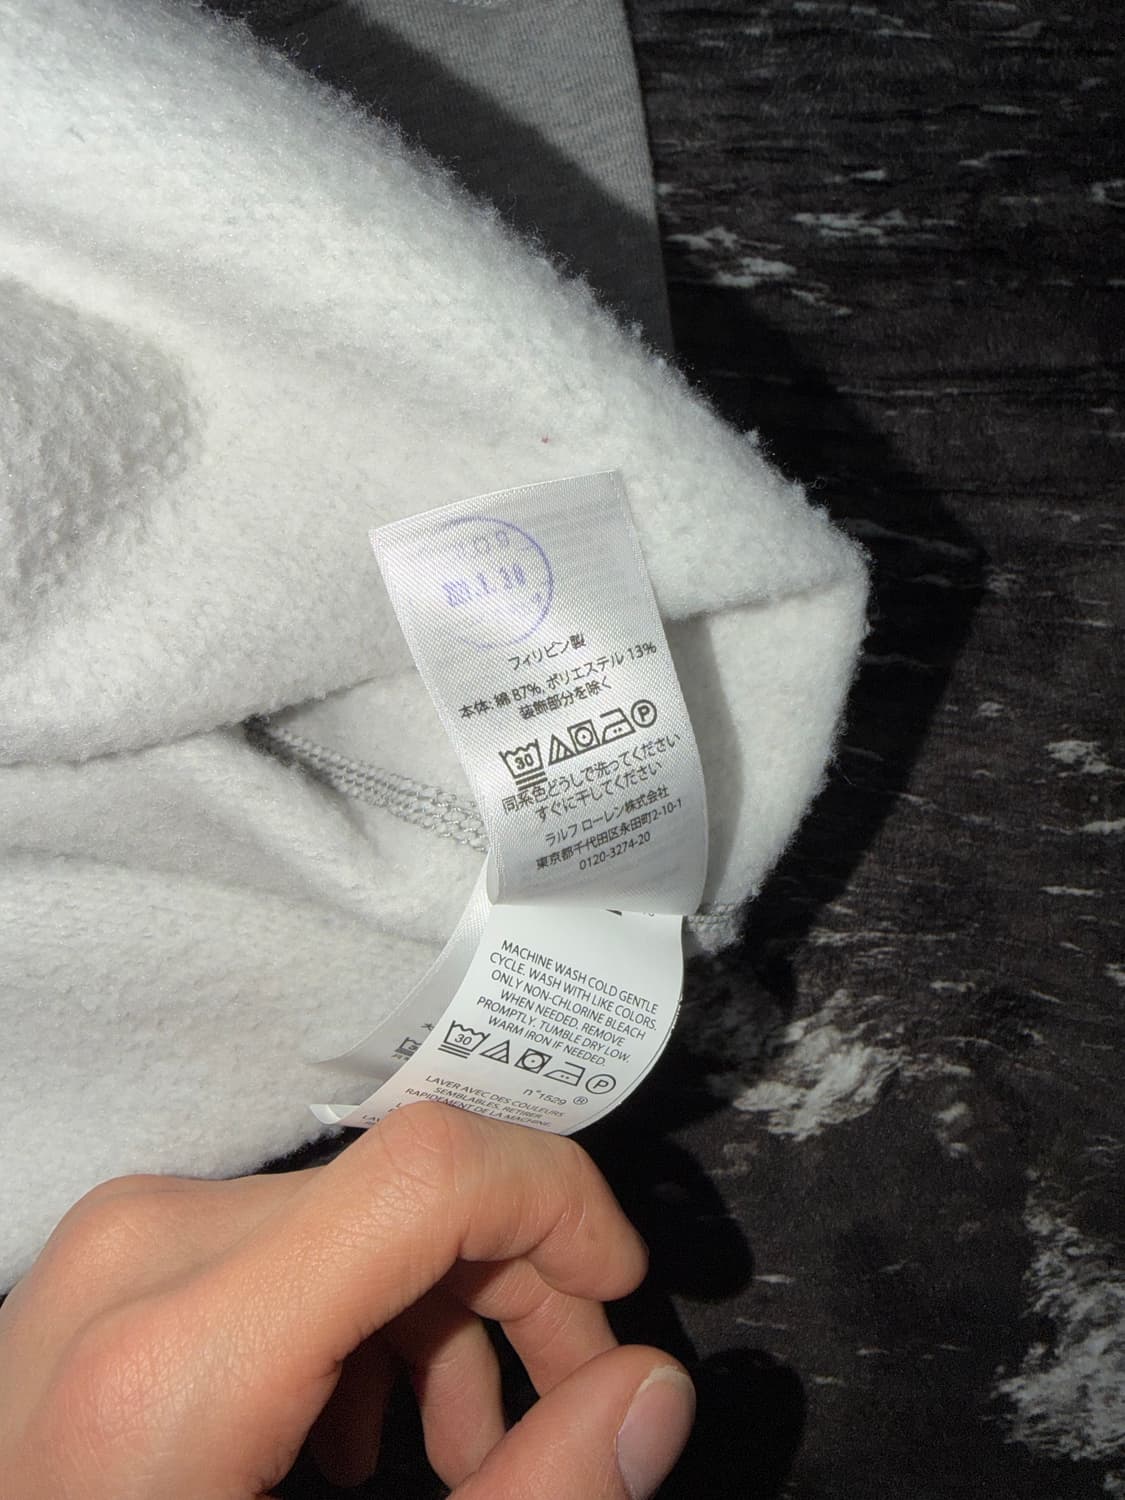 フィリピン製
本体: 綿 87%, ポリエステル 13%
装飾部分を除く
30 P
同系色どうしで洗ってください
すぐに干してください
ラルフ ローレン株式会社
東京都千代田区永田町2-10-1
0120-3274-20
MACHINE WASH COLD GENTLE
CYCLE. WASH WITH LIKE COLORS.
ONLY NON-CHLORINE BLEACH
WHEN NEEDED. REMOVE
PROMPTLY. TUMBLE DRY LOW.
WARM IRON IF NEEDED.
30 P
n°1529 ®
LAVER AVEC DES COULEURS
SEMBLABLES. RETIRER
RAPIDEMENT DE LA MACHINE.